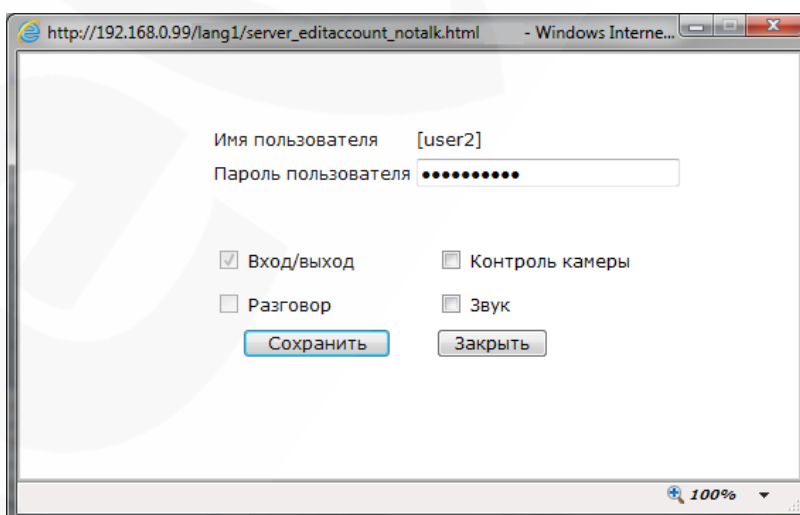 http://192.168.0.99/lang1/server_editaccount_notalk.html - Windows Interne...
Имя пользователя [user2]
Пароль пользователя ••••••••••
Вход/выход Контроль камеры
Разговор Звук
Сохранить Закрыть
100%